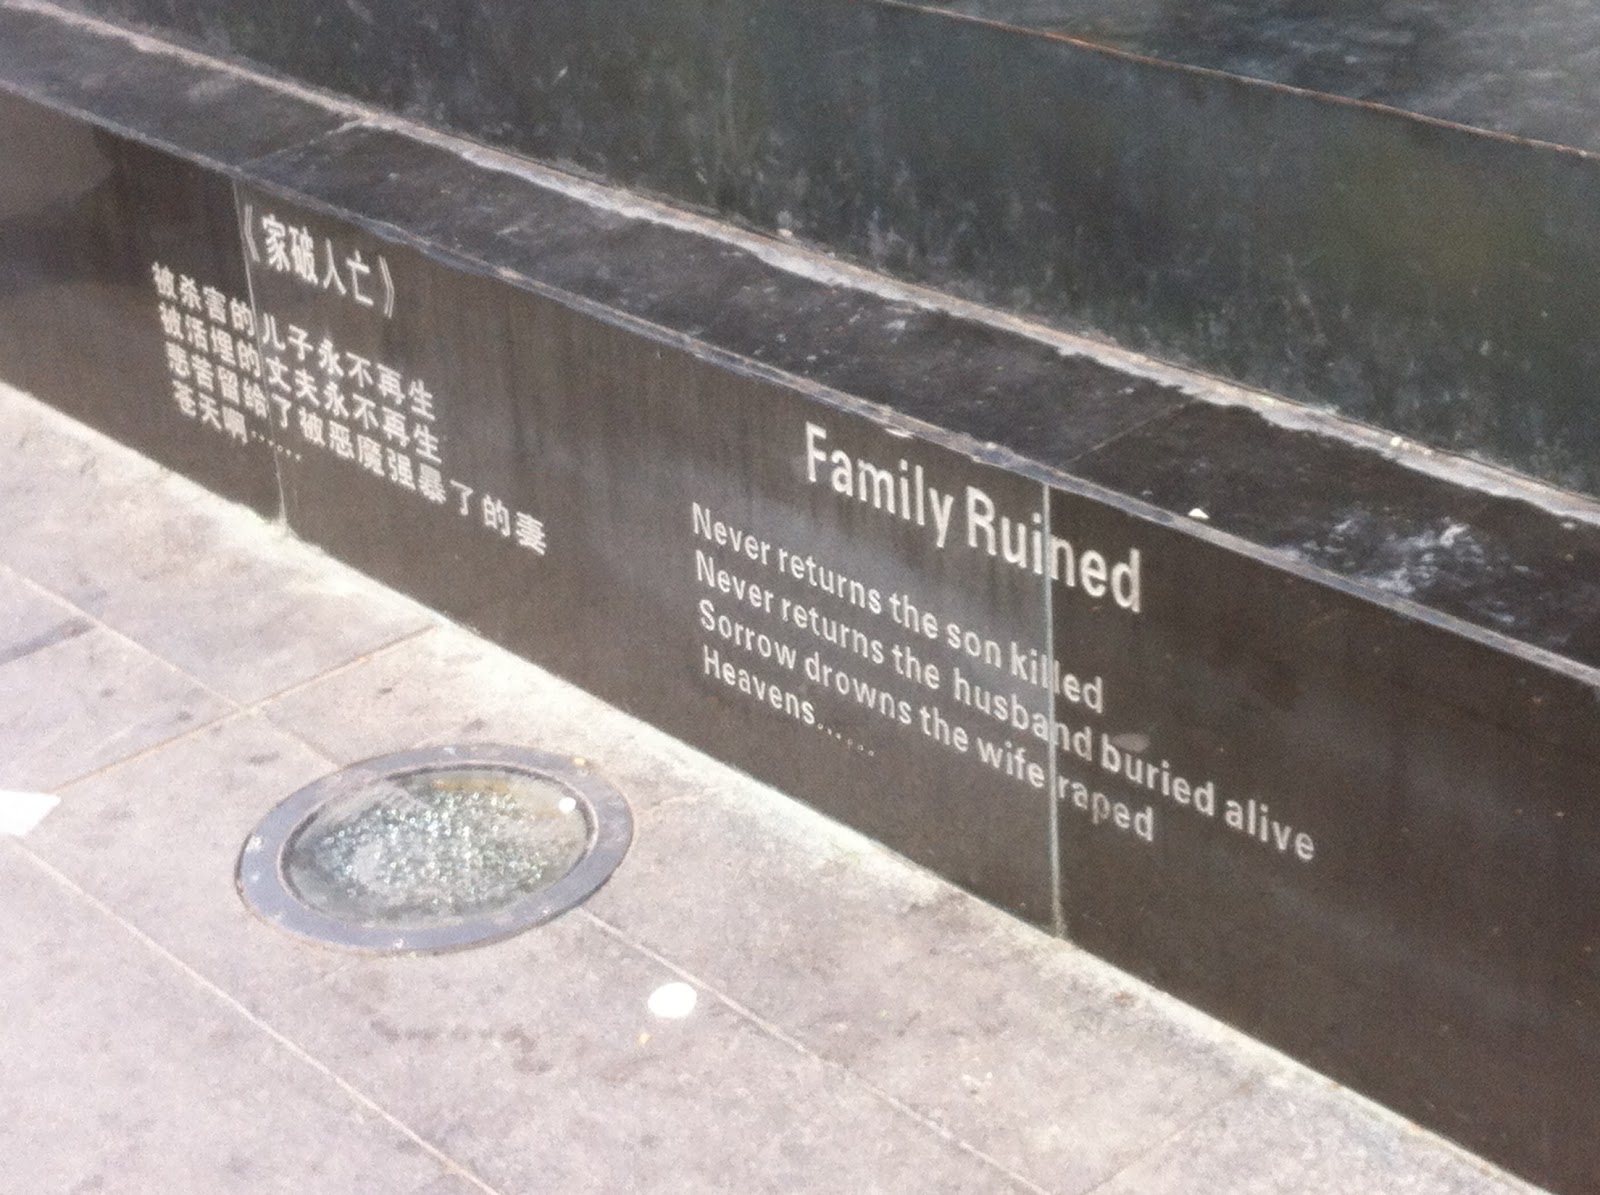 《家破人亡》
被杀害的儿子永不再生
被活埋的丈夫永不再生
悲苦留给了被恶魔强暴了的妻
苍天啊……
Family Ruined
Never returns the son killed
Never returns the husband buried alive
Sorrow drowns the wife raped
Heavens......